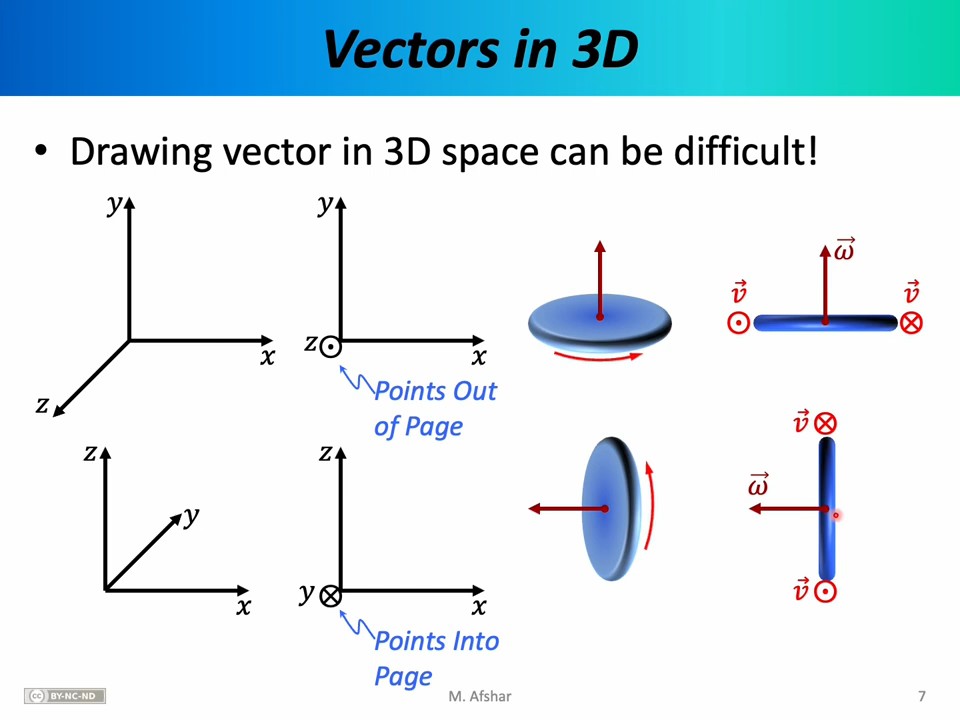 Vectors in 3D
• Drawing vector in 3D space can be difficult!
y
x
z
y
z
x
Points Out
of Page
ω⃗
v⃗
v⃗
z
y
x
z
y
x
Points Into
Page
v⃗
ω⃗
v⃗
cc BY-NC-ND
M. Afshar
7